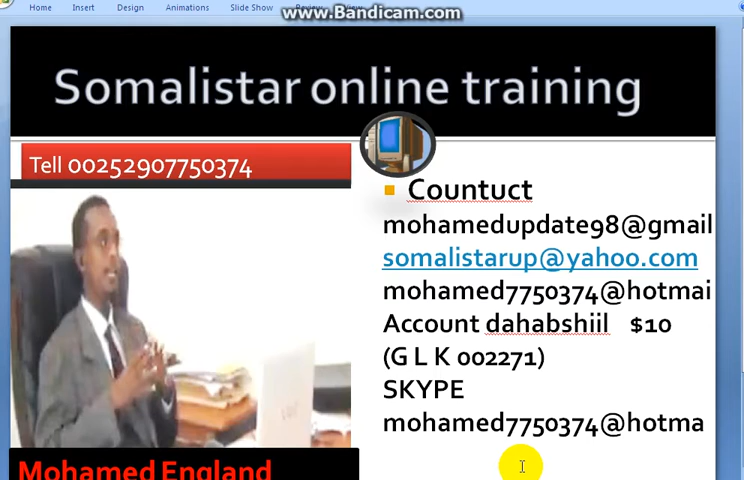 Home Insert Design Animations Slide Show
www.Bandicam.com
Somalistar online training
Tell 00252907750374
Countuct
mohamedupdate98@gmail
somalistarup@yahoo.com
mohamed7750374@hotmai
Account dahabshiil $10
(G L K 002271)
SKYPE
mohamed7750374@hotma
Mohamed England